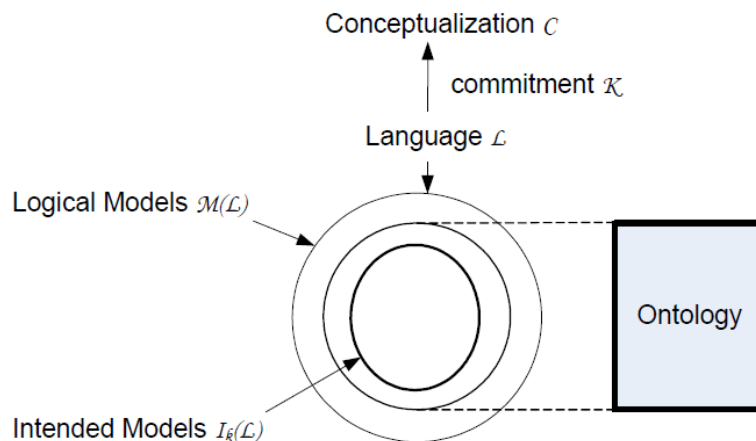 Conceptualization C
commitment K
Language L
Logical Models M(L)
Ontology
Intended Models I_k(L)